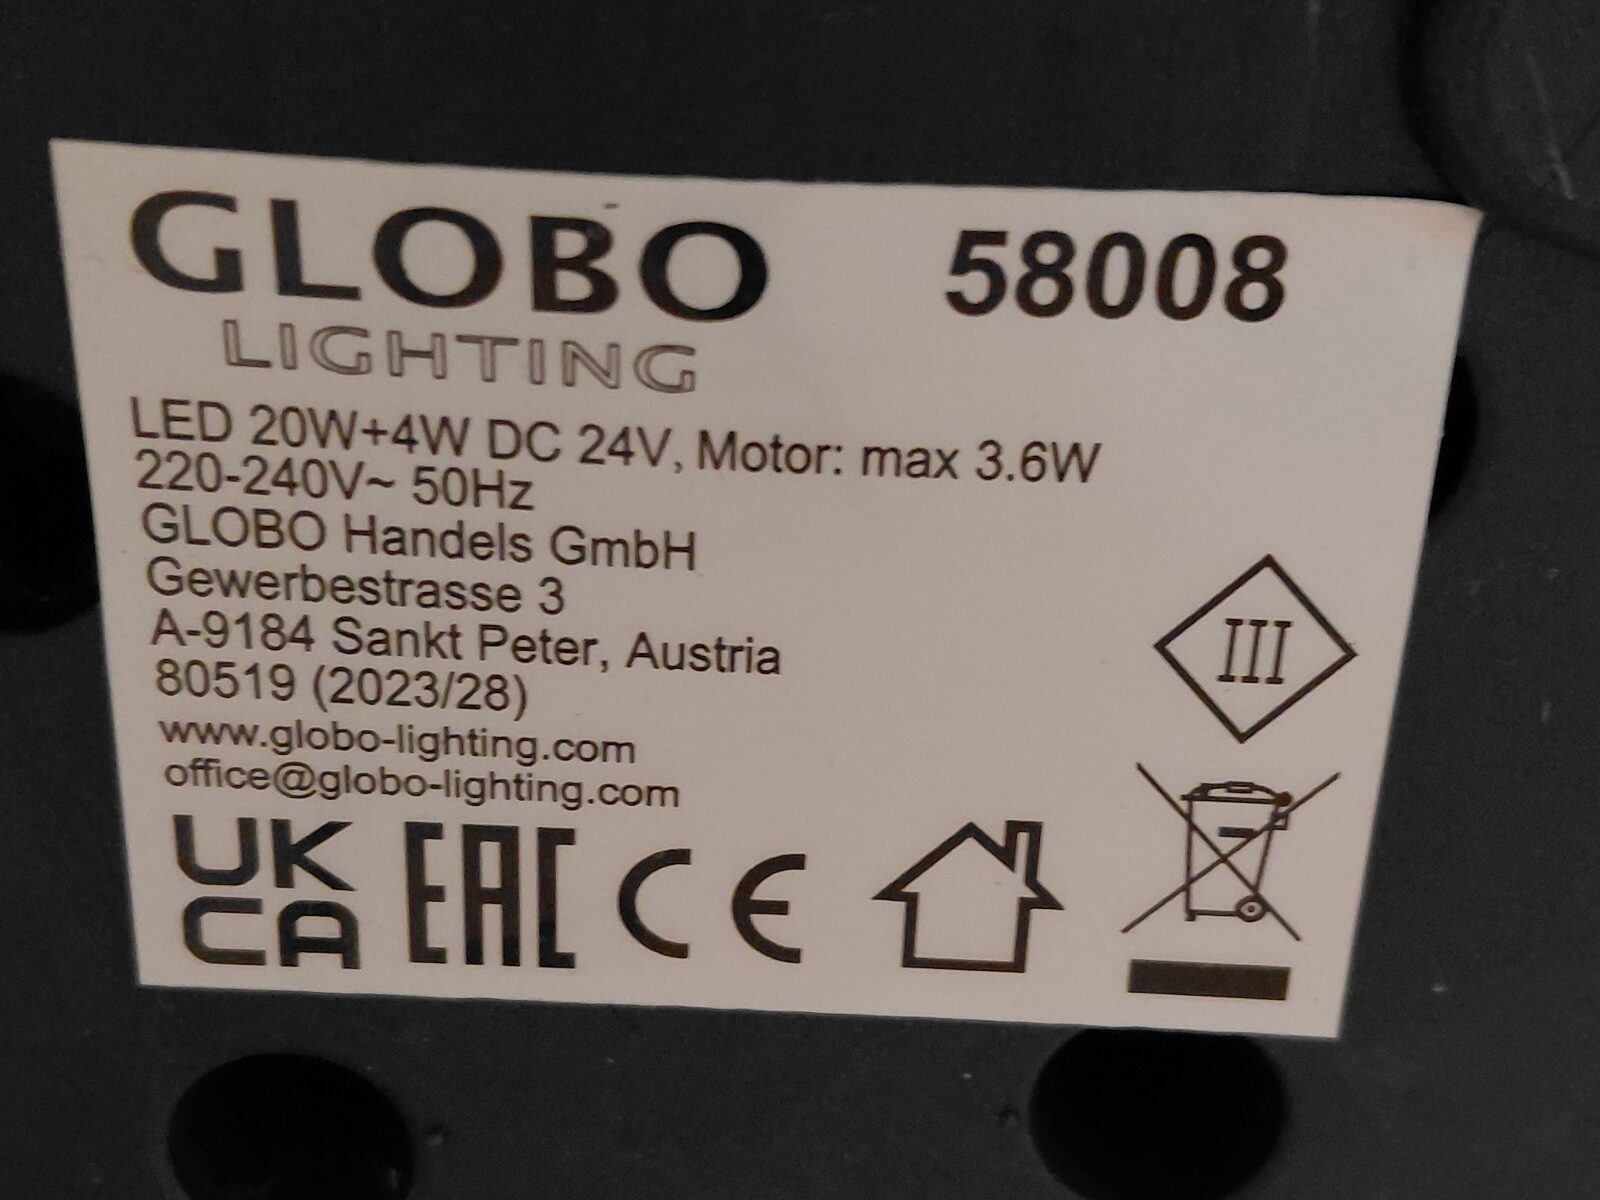 GLOBO 58008
LIGHTING
LED 20W+4W DC 24V, Motor: max 3.6W
220-240V~ 50Hz
GLOBO Handels GmbH
Gewerbestrasse 3
A-9184 Sankt Peter, Austria
80519 (2023/28)
www.globo-lighting.com
office@globo-lighting.com
III
UK
CA EAC CE